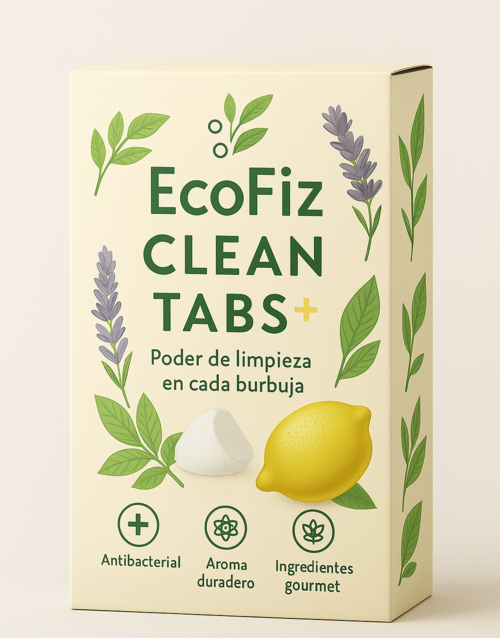 EcoFiz
CLEAN
TABS+
Poder de limpieza
en cada burbuja
Antibacterial
Aroma
duradero
Ingredientes
gourmet